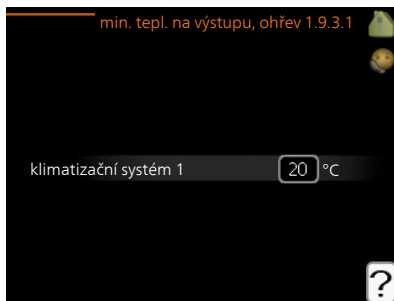 min. tepl. na výstupu, ohřev 1.9.3.1
klimatizační systém 1 20 °C
?